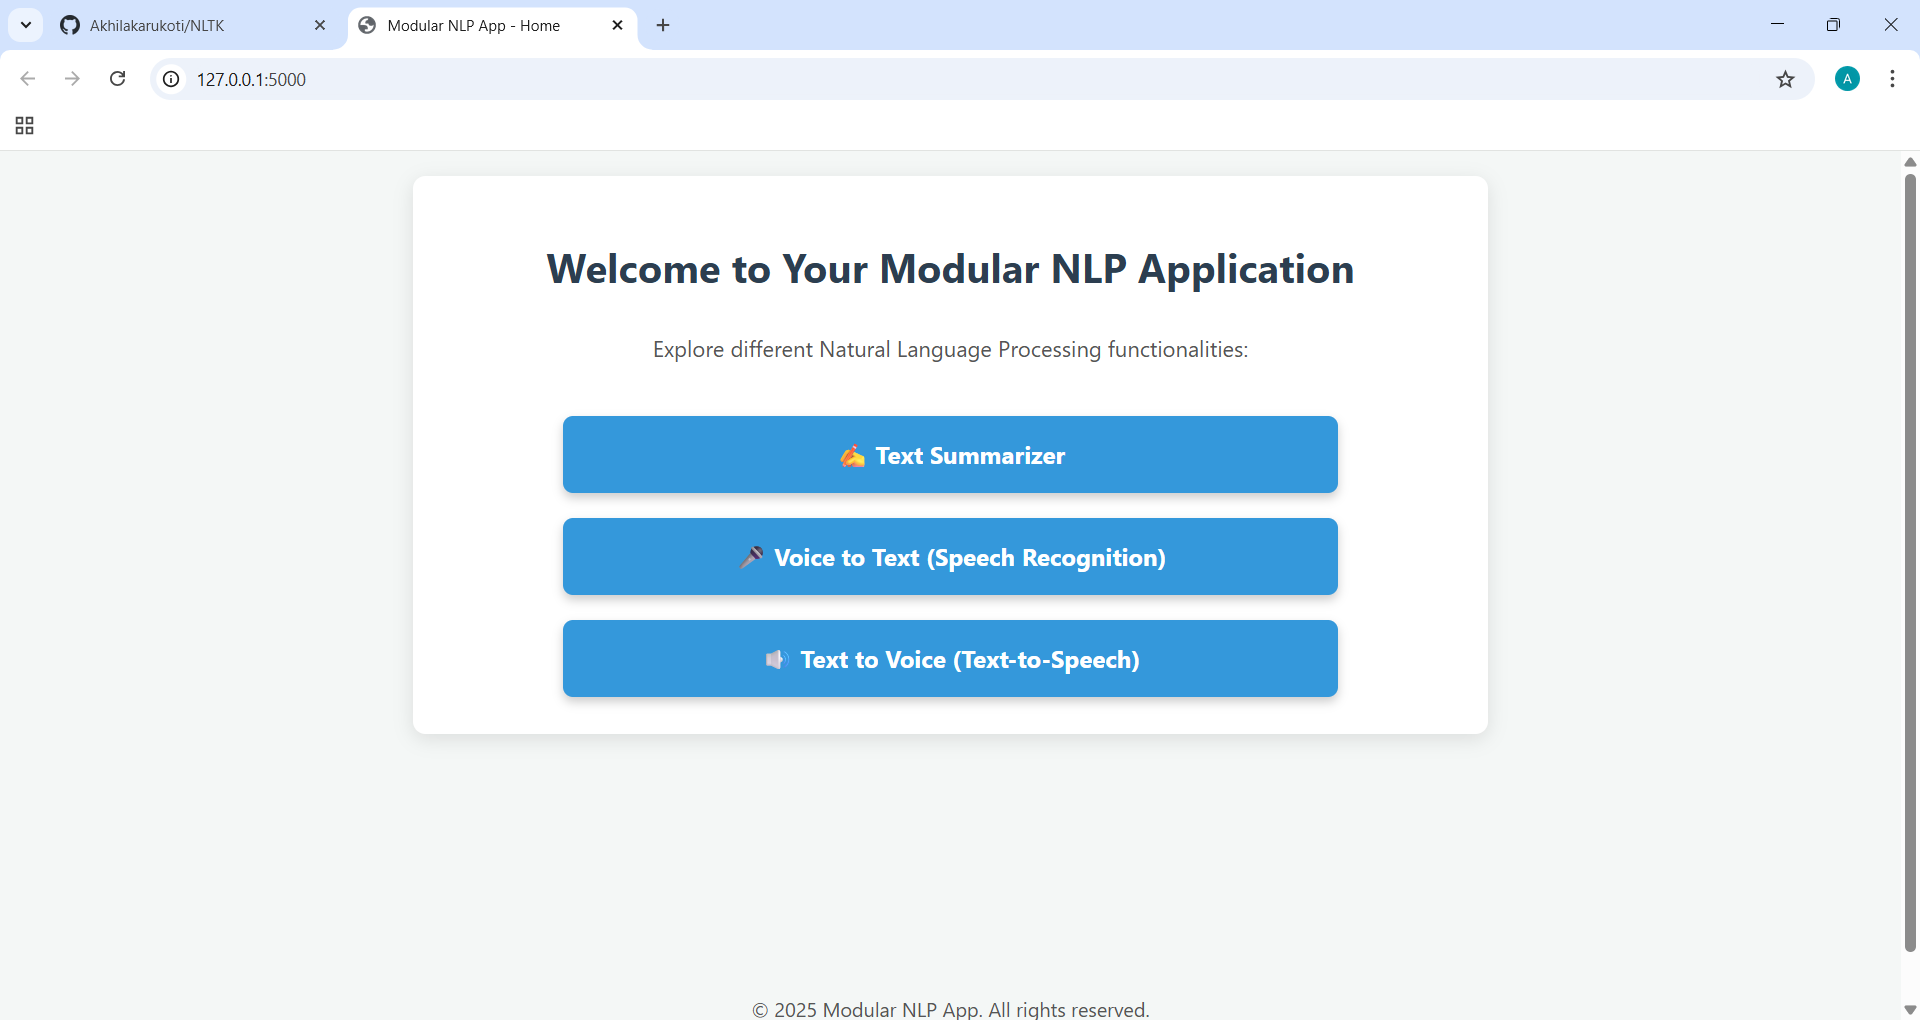 Akhilakarukoti/NLTK
Modular NLP App - Home
127.0.0.1:5000
A
Welcome to Your Modular NLP Application
Explore different Natural Language Processing functionalities:
✍️ Text Summarizer
🎤 Voice to Text (Speech Recognition)
🔊 Text to Voice (Text-to-Speech)
© 2025 Modular NLP App. All rights reserved.